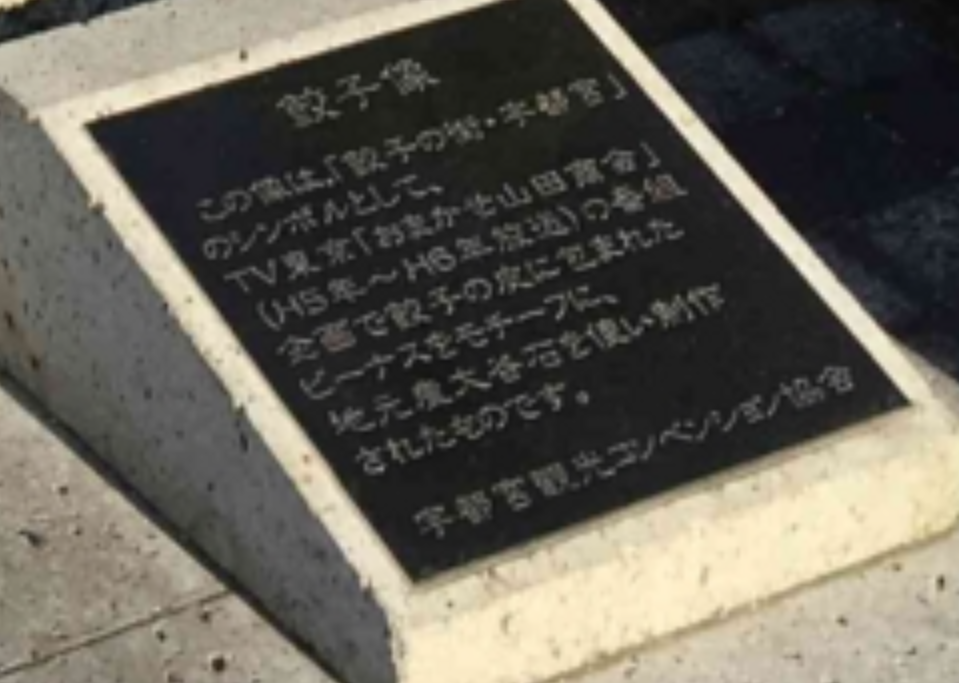 餃子像
この像は、「餃子の街・宇都宮」
のシンボルとして、
TV東京「おまかせ山田商会」
(H5年～H6年放送)の番組
企画で餃子の皮に包まれた
ビーナスをモチーフに、
地元産大谷石を使い制作
されたものです。
宇都宮観光コンベンション協会